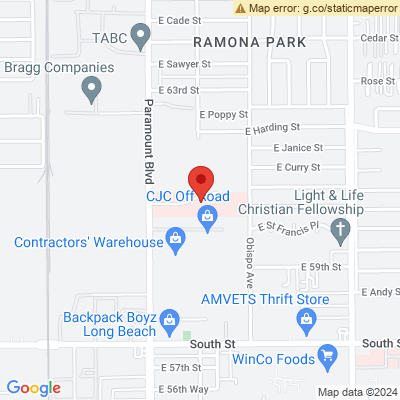 Map error: g.co/staticmaperror
E Cade St
RAMONA PARK
Cedar St
TABC
E Sawyer St
Bragg Companies
Rose St
E 63rd St
Paramount Blvd
E Poppy St
E Harding St
E Janice St
E Curry St
CJC Off Road
Light & Life
Christian Fellowship
E St Francis Pl
Contractors' Warehouse
Obispo Ave
E 59th St
E Andy S
AMVETS Thrift Store
Backpack Boyz
Long Beach
South St
South S
WinCo Foods
E 57th St
E 56th Way
Google
Map data ©2024